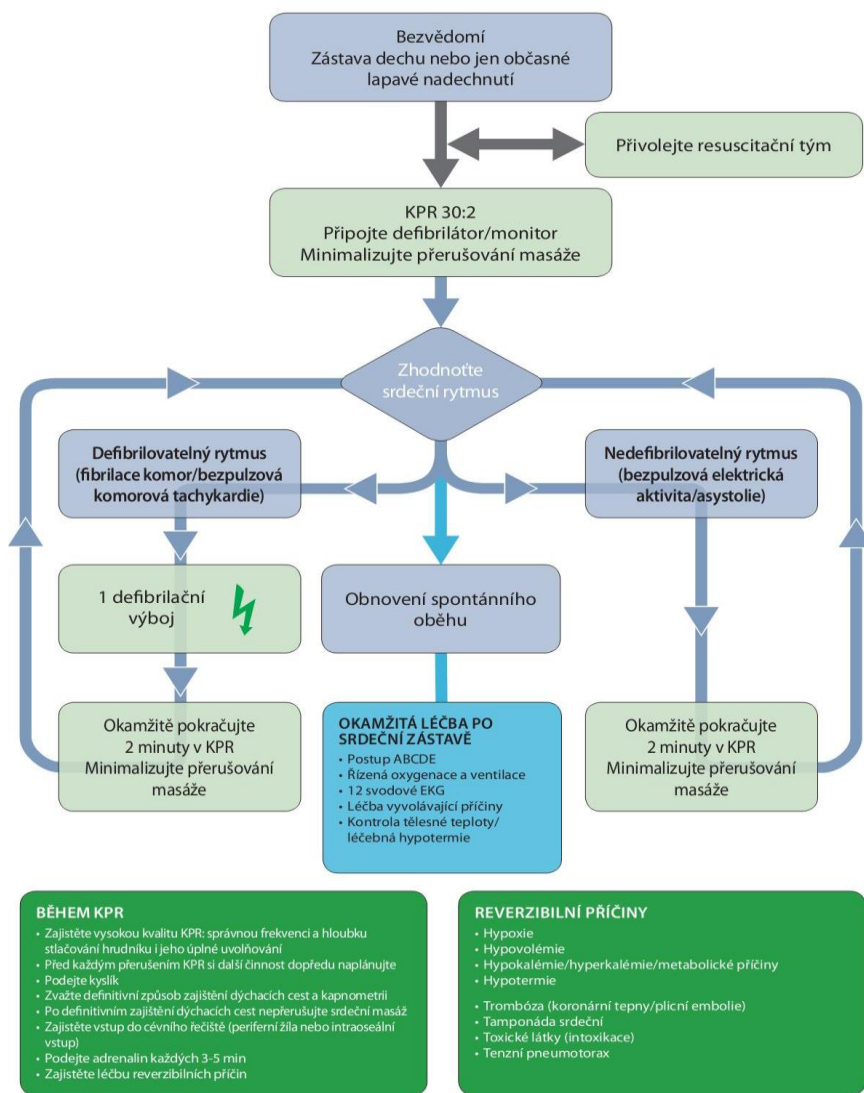 Bezvědomí
Zástava dechu nebo jen občasné
lapavé nadechnutí
Přivolejte resuscitační tým
KPR 30:2
Připojte defibrilátor/monitor
Minimalizujte přerušování masáže
Zhodnoťte
srdeční rytmus
Defibrilovatelný rytmus
(fibrilace komor/bezpulzová
komorová tachykardie)
Nedefibrilovatelný rytmus
(bezpulzová elektrická
aktivita/asystolie)
1 defibrilační
výboj
Obnovení spontánního
oběhu
Okamžitě pokračujte
2 minuty v KPR
Minimalizujte přerušování
masáže
OKAMŽITÁ LÉČBA PO
SRDEČNÍ ZÁSTAVĚ
• Postup ABCDE
• Řízená oxygenace a ventilace
• 12 svodové EKG
• Léčba vyvolávající příčiny
• Kontrola tělesné teploty/
léčebná hypotermie
Okamžitě pokračujte
2 minuty v KPR
Minimalizujte přerušování
masáže
BĚHEM KPR
• Zajistěte vysokou kvalitu KPR: správnou frekvenci a hloubku
stlačování hrudníku i jeho úplné uvolňování
• Před každým přerušením KPR si další činnost dopředu naplánujte
• Podejte kyslík
• Zvažte definitivní způsob zajištění dýchacích cest a kapnometrii
• Po definitivním zajištění dýchacích cest nepřerušujte srdeční masáž
• Zajistěte vstup do cévního řečiště (periferní žíla nebo intraoseální
vstup)
• Podejte adrenalin každých 3-5 min
• Zajistěte léčbu reverzibilních příčin
REVERZIBILNÍ PŘÍČINY
• Hypoxie
• Hypovolémie
• Hypokalémie/hyperkalémie/metabolické příčiny
• Hypotermie
• Trombóza (koronární tepny/plicní embolie)
• Tamponáda srdeční
• Toxické látky (intoxikace)
• Tenzní pneumotorax